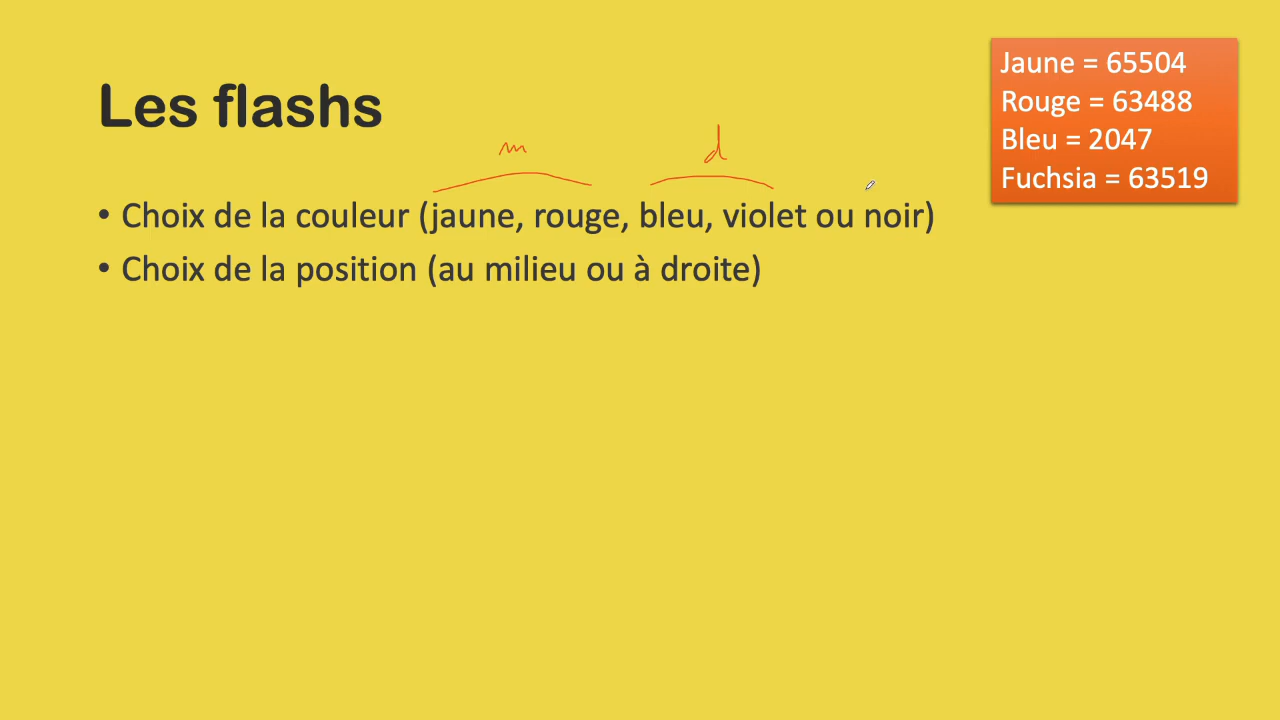 Jaune = 65504
Rouge = 63488
Bleu = 2047
Fuchsia = 63519
Les flashs
m d
• Choix de la couleur (jaune, rouge, bleu, violet ou noir)
• Choix de la position (au milieu ou à droite)